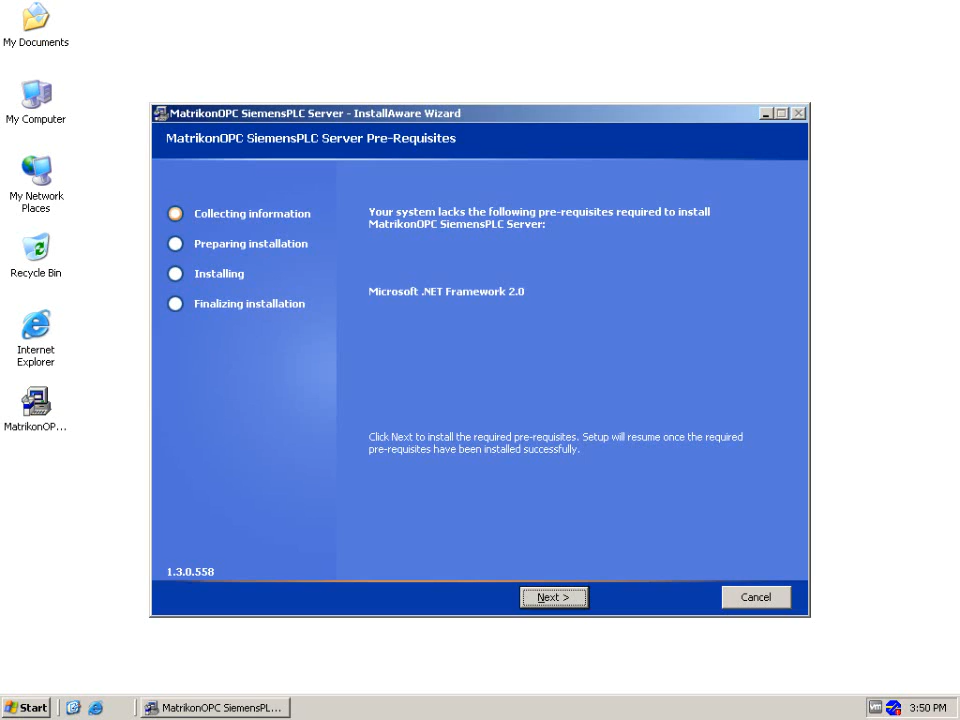 My Documents
My Computer
My Network
Places
Recycle Bin
Internet
Explorer
MatrikonOP...
MatrikonOPC SiemensPLC Server - InstallAware Wizard
MatrikonOPC SiemensPLC Server Pre-Requisites
Collecting information
Preparing installation
Installing
Finalizing installation
Your system lacks the following pre-requisites required to install
MatrikonOPC SiemensPLC Server:
Microsoft .NET Framework 2.0
Click Next to install the required pre-requisites. Setup will resume once the required
pre-requisites have been installed successfully.
1.3.0.558
Next >
Cancel
Start
MatrikonOPC SiemensPL...
vm
3:50 PM